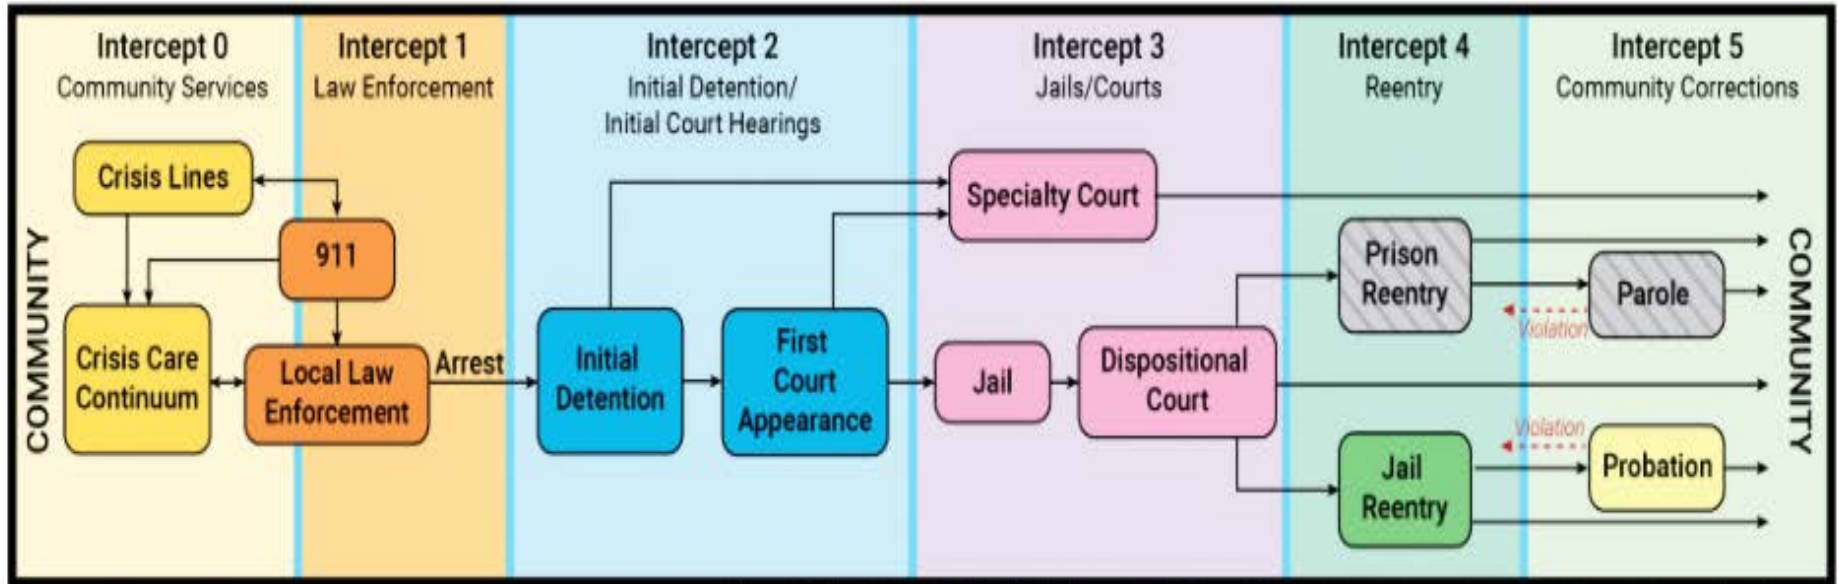 Intercept 0
Community Services
Intercept 1
Law Enforcement
Intercept 2
Initial Detention/
Initial Court Hearings
Intercept 3
Jails/Courts
Intercept 4
Reentry
Intercept 5
Community Corrections
COMMUNITY
Crisis Lines
911
Crisis Care
Continuum
Local Law
Enforcement
Arrest
Initial
Detention
First
Court
Appearance
Specialty Court
Jail
Dispositional
Court
Prison
Reentry
Parole
Violation
Jail
Reentry
Violation
Probation
COMMUNITY